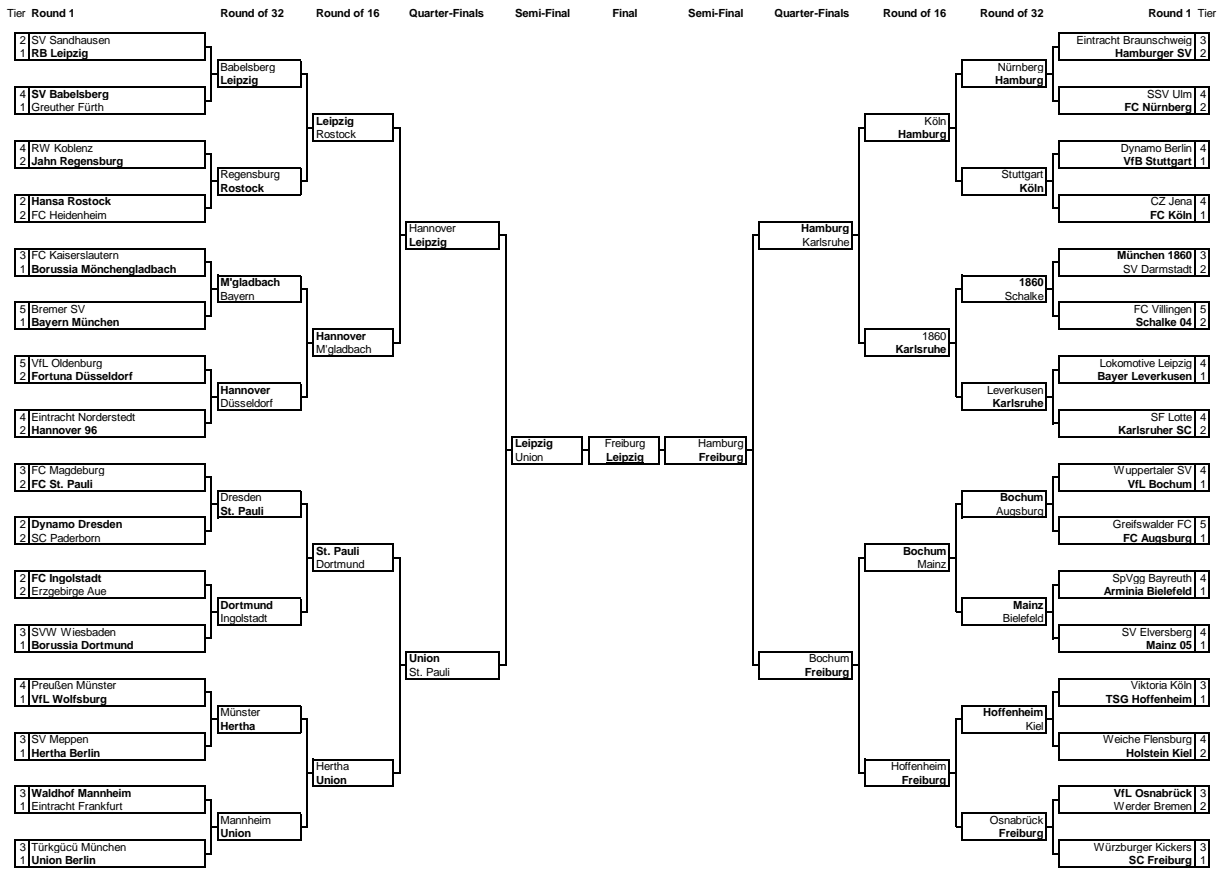 Tier Round 1 Round of 32 Round of 16 Quarter-Finals Semi-Final Final Semi-Final Quarter-Finals Round of 16 Round of 32 Round 1 Tier
2 SV Sandhausen
1 RB Leipzig
4 SV Babelsberg
1 Greuther Fürth
4 RW Koblenz
2 Jahn Regensburg
2 Hansa Rostock
2 FC Heidenheim
3 FC Kaiserslautern
1 Borussia Mönchengladbach
5 Bremer SV
1 Bayern München
5 VfL Oldenburg
2 Fortuna Düsseldorf
4 Eintracht Norderstedt
2 Hannover 96
3 FC Magdeburg
2 FC St. Pauli
2 Dynamo Dresden
2 SC Paderborn
2 FC Ingolstadt
2 Erzgebirge Aue
3 SVW Wiesbaden
1 Borussia Dortmund
4 Preußen Münster
1 VfL Wolfsburg
3 SV Meppen
1 Hertha Berlin
3 Waldhof Mannheim
1 Eintracht Frankfurt
3 Türkgücü München
1 Union Berlin
Babelsberg
Leipzig
Regensburg
Rostock
M'gladbach
Bayern
Hannover
Düsseldorf
Dresden
St. Pauli
Dortmund
Ingolstadt
Münster
Hertha
Mannheim
Union
Leipzig
Rostock
Hannover
M'gladbach
St. Pauli
Dortmund
Hertha
Union
Hannover
Leipzig
Union
St. Pauli
Leipzig
Union
Freiburg
Leipzig
Hamburg
Freiburg
Hamburg
Karlsruhe
Bochum
Freiburg
Köln
Hamburg
1860
Karlsruhe
Bochum
Mainz
Hoffenheim
Freiburg
Nürnberg
Hamburg
Stuttgart
Köln
1860
Schalke
Leverkusen
Karlsruhe
Bochum
Augsburg
Mainz
Bielefeld
Hoffenheim
Kiel
Osnabrück
Freiburg
Eintracht Braunschweig 3
Hamburger SV 2
SSV Ulm 4
FC Nürnberg 2
Dynamo Berlin 4
VfB Stuttgart 1
CZ Jena 4
FC Köln 1
München 1860 3
SV Darmstadt 2
FC Villingen 5
Schalke 04 2
Lokomotive Leipzig 4
Bayer Leverkusen 1
SF Lotte 4
Karlsruher SC 2
Wuppertaler SV 4
VfL Bochum 1
Greifswalder FC 5
FC Augsburg 1
SpVgg Bayreuth 4
Arminia Bielefeld 1
SV Elversberg 4
Mainz 05 1
Viktoria Köln 3
TSG Hoffenheim 1
Weiche Flensburg 4
Holstein Kiel 2
VfL Osnabrück 3
Werder Bremen 2
Würzburger Kickers 3
SC Freiburg 1